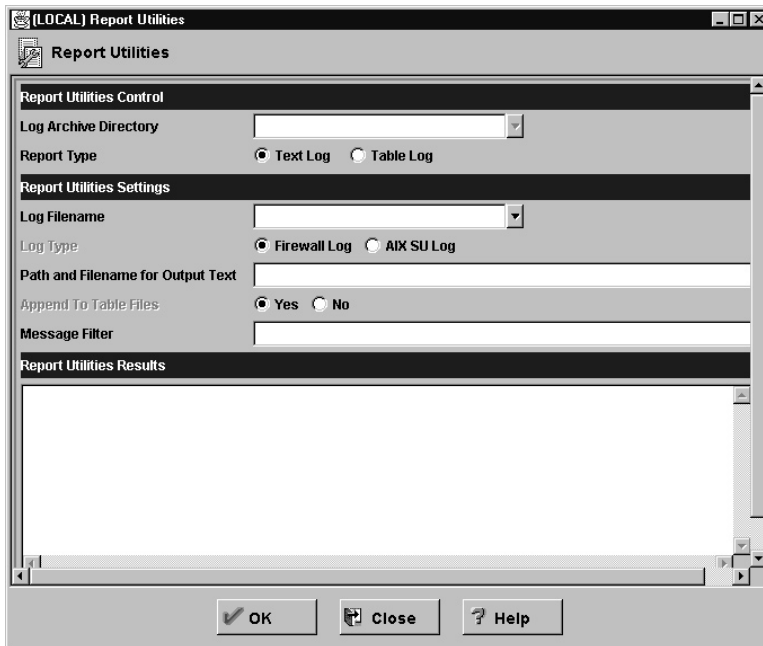 (LOCAL) Report Utilities
Report Utilities
Report Utilities Control
Log Archive Directory
Report Type Text Log Table Log
Report Utilities Settings
Log Filename
Log Type Firewall Log AIX SU Log
Path and Filename for Output Text
Append To Table Files Yes No
Message Filter
Report Utilities Results
OK Close Help